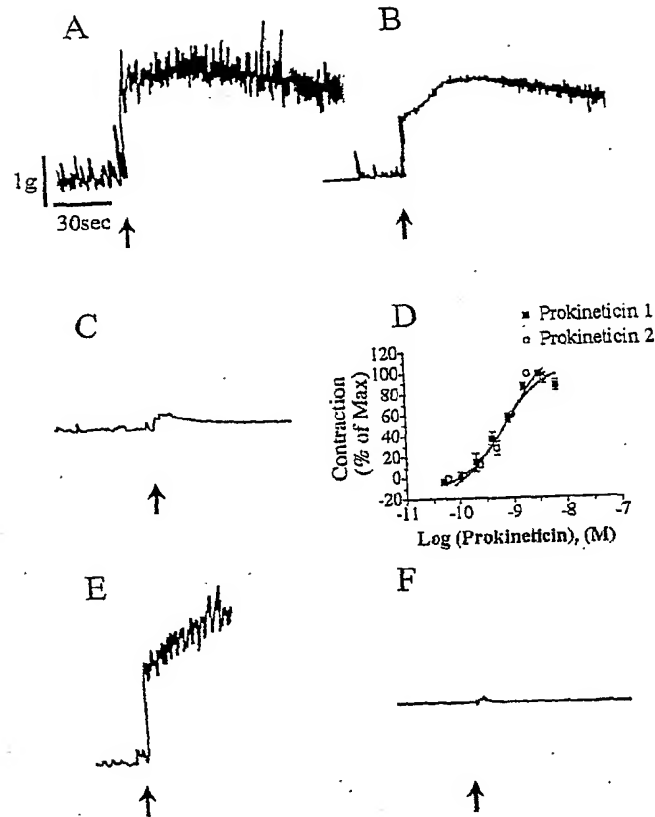 A
B
1g
30sec
C
D
Prokineticin 1
Prokineticin 2
Contraction
(% of Max)
120
100
80
60
40
20
0
-20
-11 -10 -9 -8 -7
Log (Prokineticin), (M)
E
F